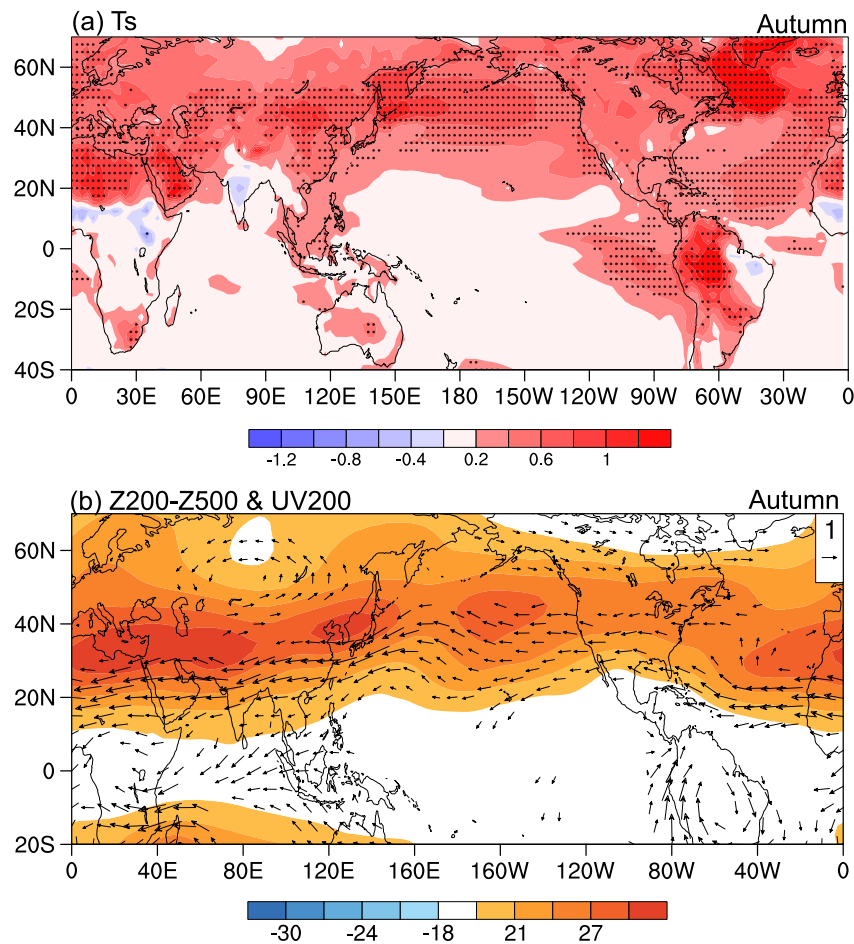 (a) Ts Autumn
60N
40N
20N
0
20S
40S
0 30E 60E 90E 120E 150E 180 150W 120W 90W 60W 30W 0
-1.2 -0.8 -0.4 0.2 0.6 1
(b) Z200-Z500 & UV200 Autumn
1
60N
40N
20N
0
20S
0 40E 80E 120E 160E 160W 120W 80W 40W
-30 -24 -18 21 27